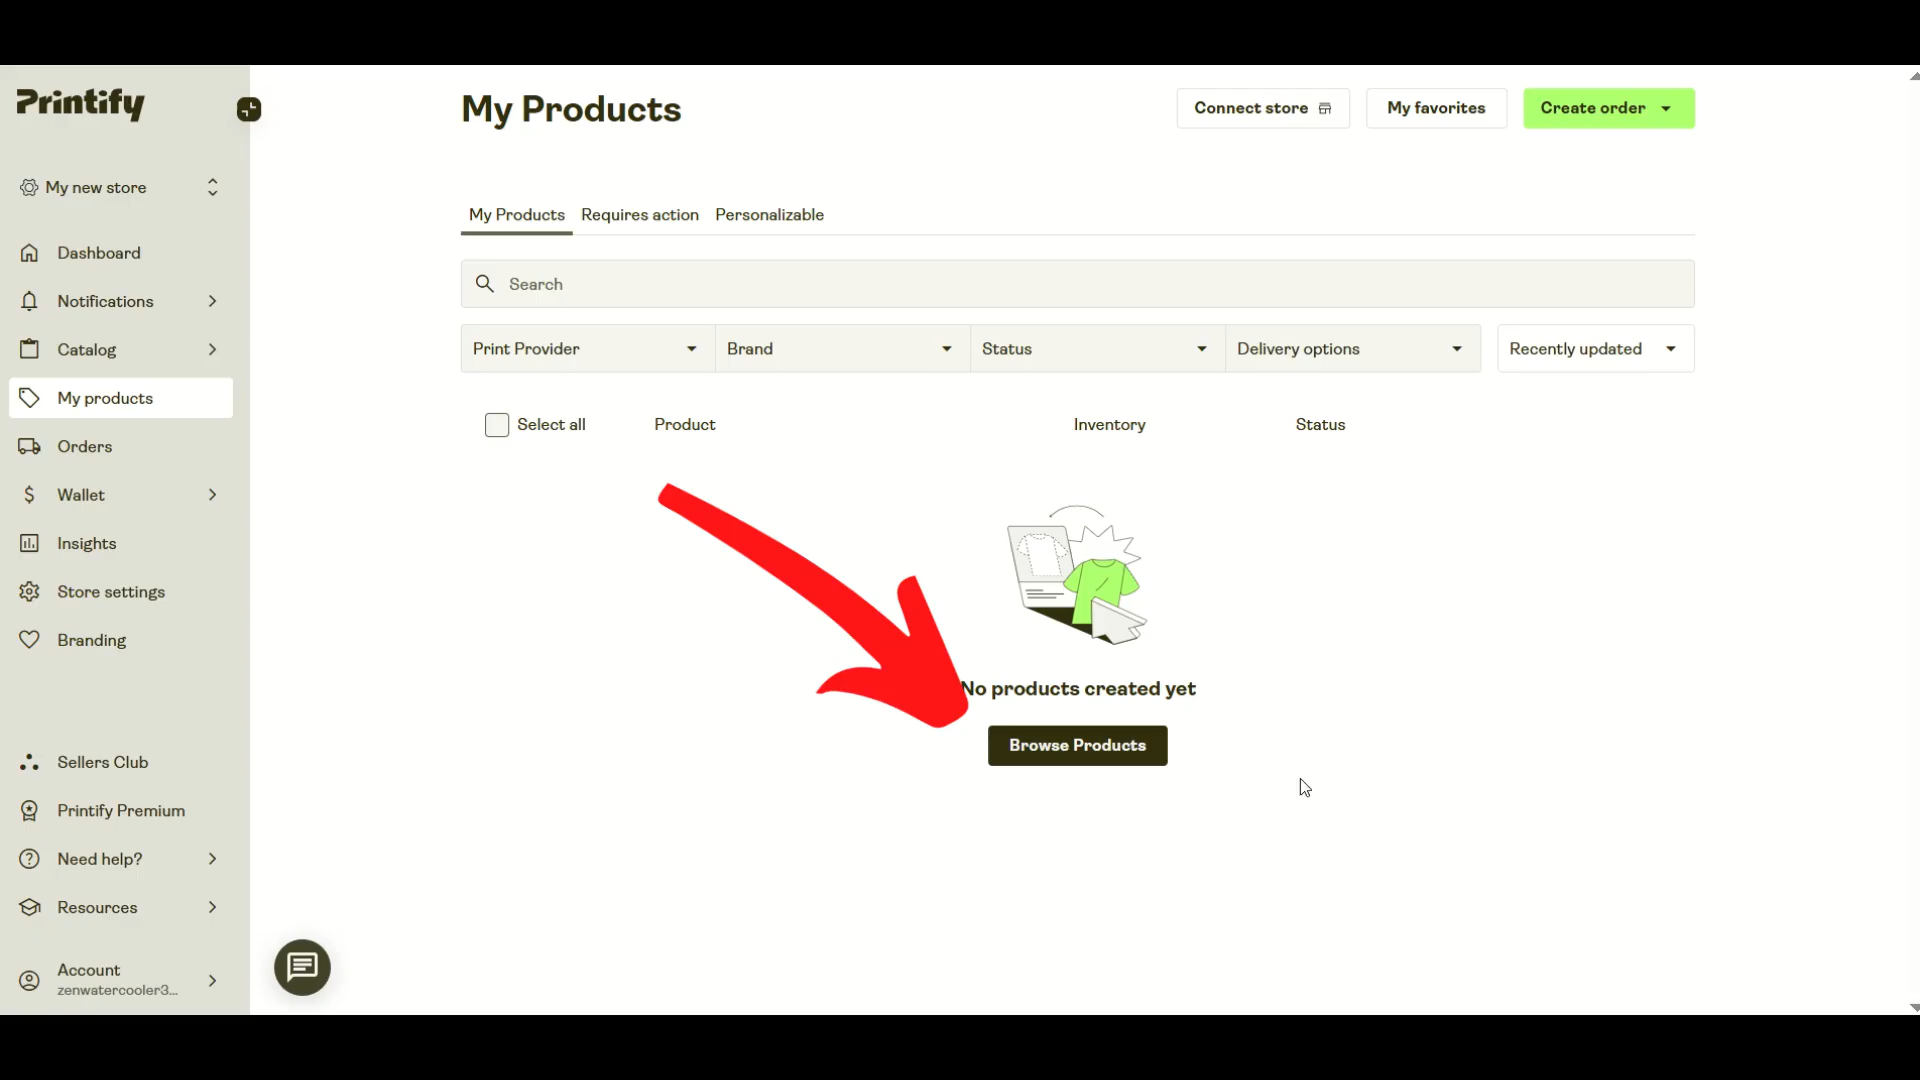 Printify
My new store
Dashboard
Notifications
Catalog
My products
Orders
Wallet
Insights
Store settings
Branding
Sellers Club
Printify Premium
Need help?
Resources
Account
zenwatercooler3...
My Products
Connect store
My favorites
Create order
My Products Requires action Personalizable
Search
Print Provider Brand Status Delivery options Recently updated
Select all Product Inventory Status
No products created yet
Browse Products